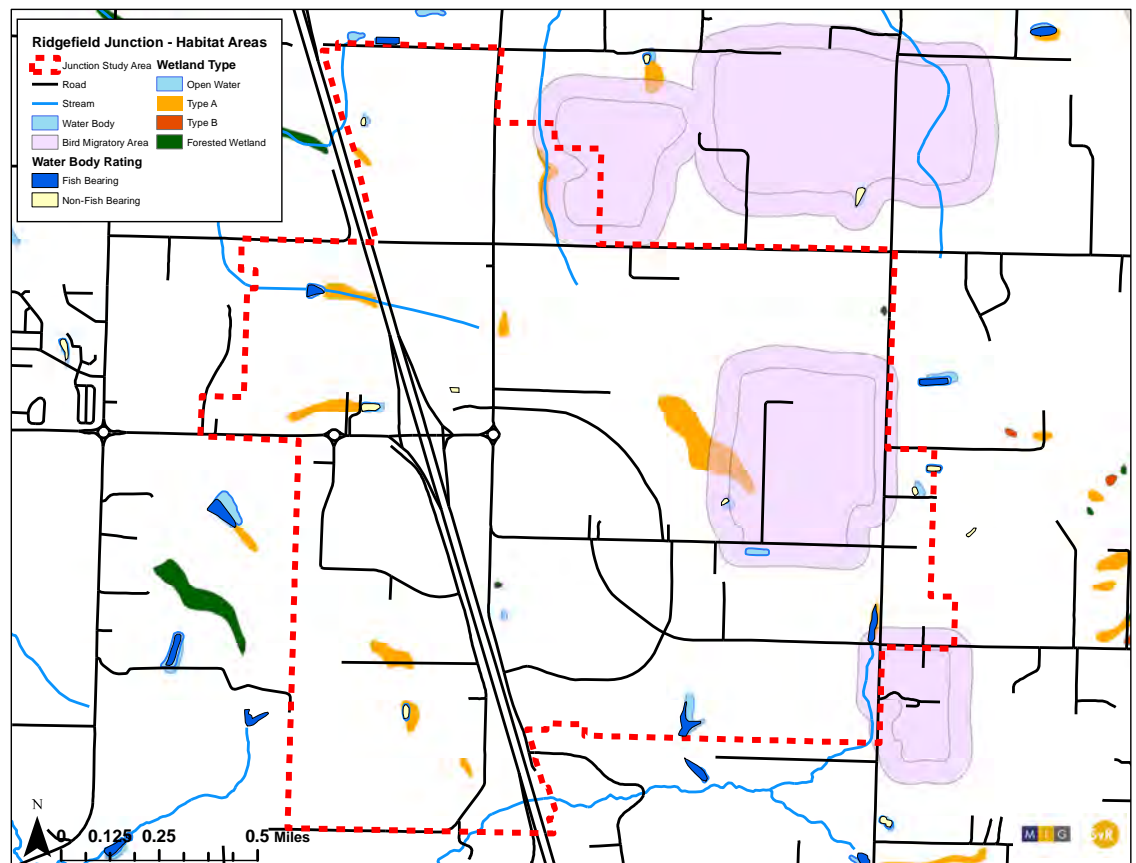 Ridgefield Junction - Habitat Areas
Junction Study Area
Road
Stream
Water Body
Bird Migratory Area
Water Body Rating
Fish Bearing
Non-Fish Bearing
Wetland Type
Open Water
Type A
Type B
Forested Wetland
N
0 0.125 0.25 0.5 Miles
MIG SvR